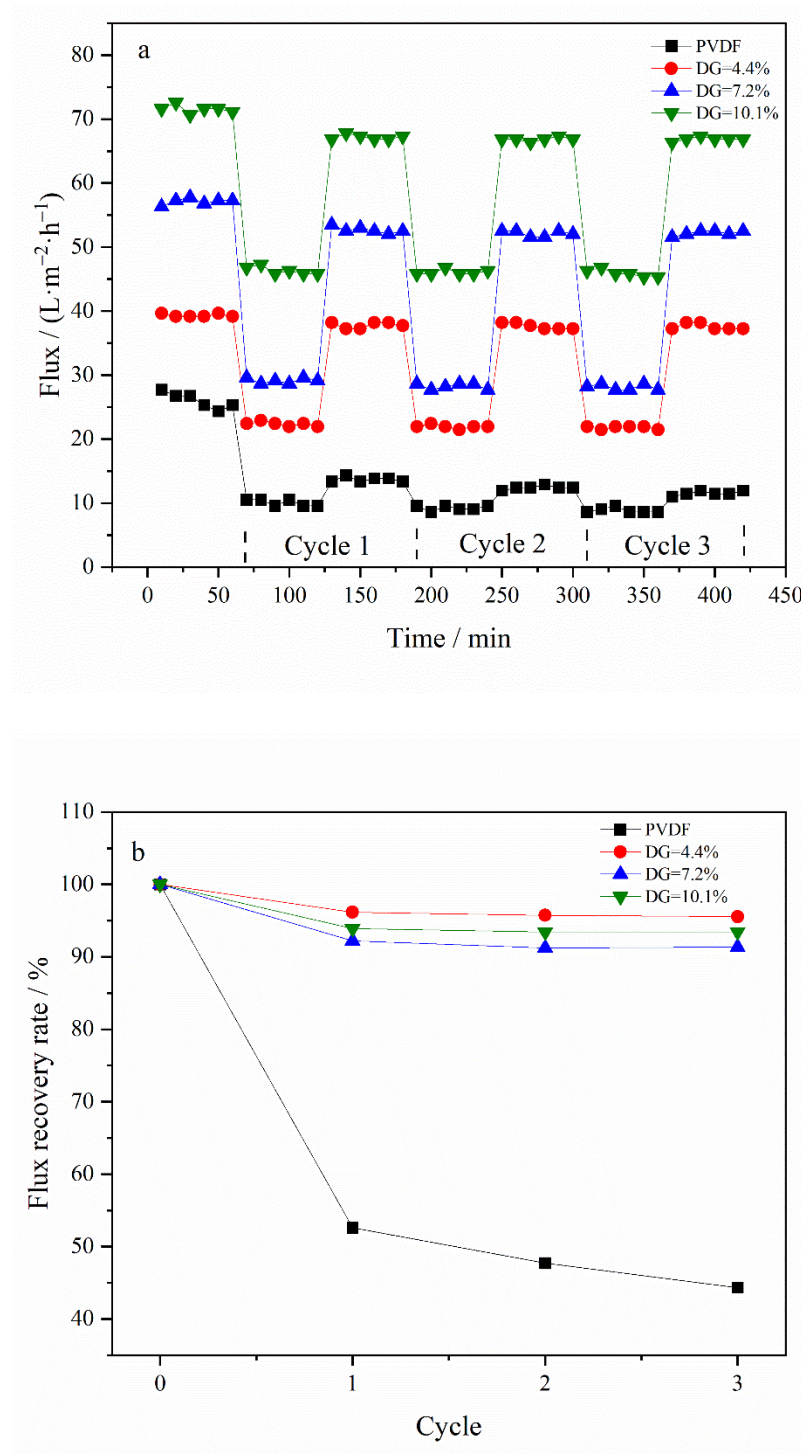 a
PVDF
DG=4.4%
DG=7.2%
DG=10.1%
80
70
60
50
40
30
20
10
0
Flux / (L·m⁻²·h⁻¹)
Cycle 1
Cycle 2
Cycle 3
0 50 100 150 200 250 300 350 400 450
Time / min
b
PVDF
DG=4.4%
DG=7.2%
DG=10.1%
110
100
90
80
70
60
50
40
Flux recovery rate / %
0 1 2 3
Cycle